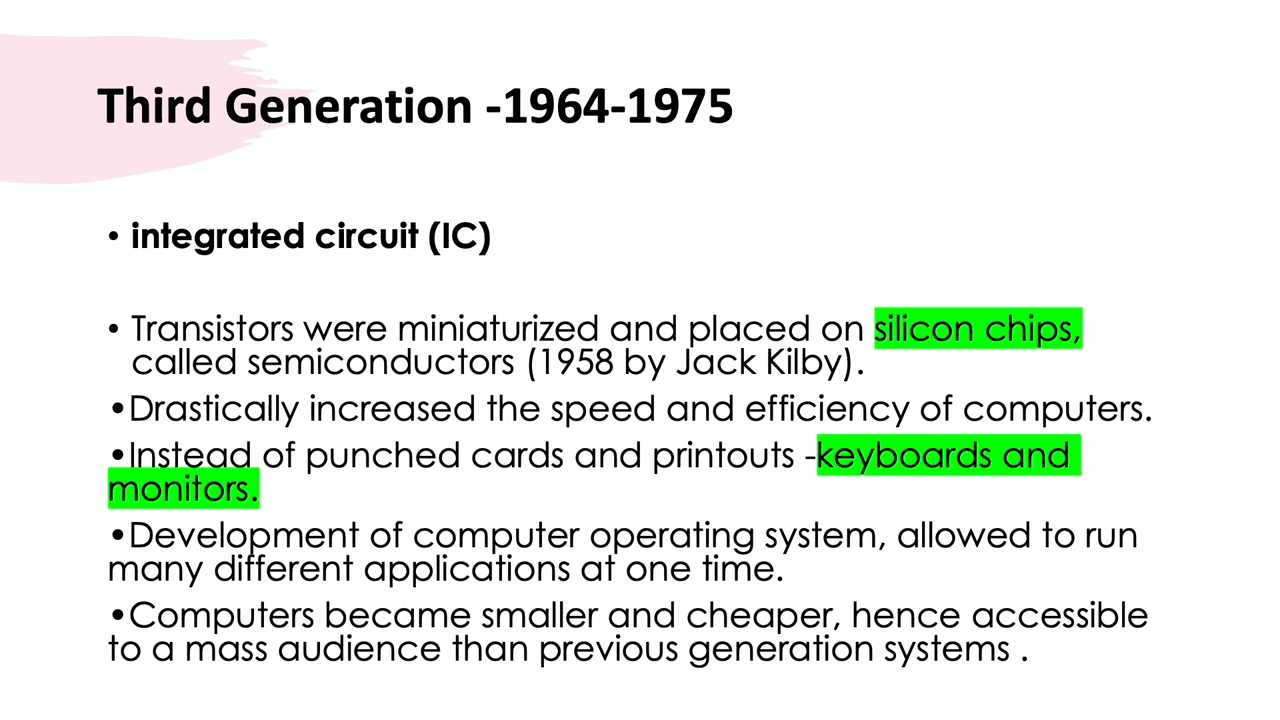 Third Generation -1964-1975
• integrated circuit (IC)
• Transistors were miniaturized and placed on silicon chips,
called semiconductors (1958 by Jack Kilby).
•Drastically increased the speed and efficiency of computers.
•Instead of punched cards and printouts -keyboards and
monitors.
•Development of computer operating system, allowed to run
many different applications at one time.
•Computers became smaller and cheaper, hence accessible
to a mass audience than previous generation systems .